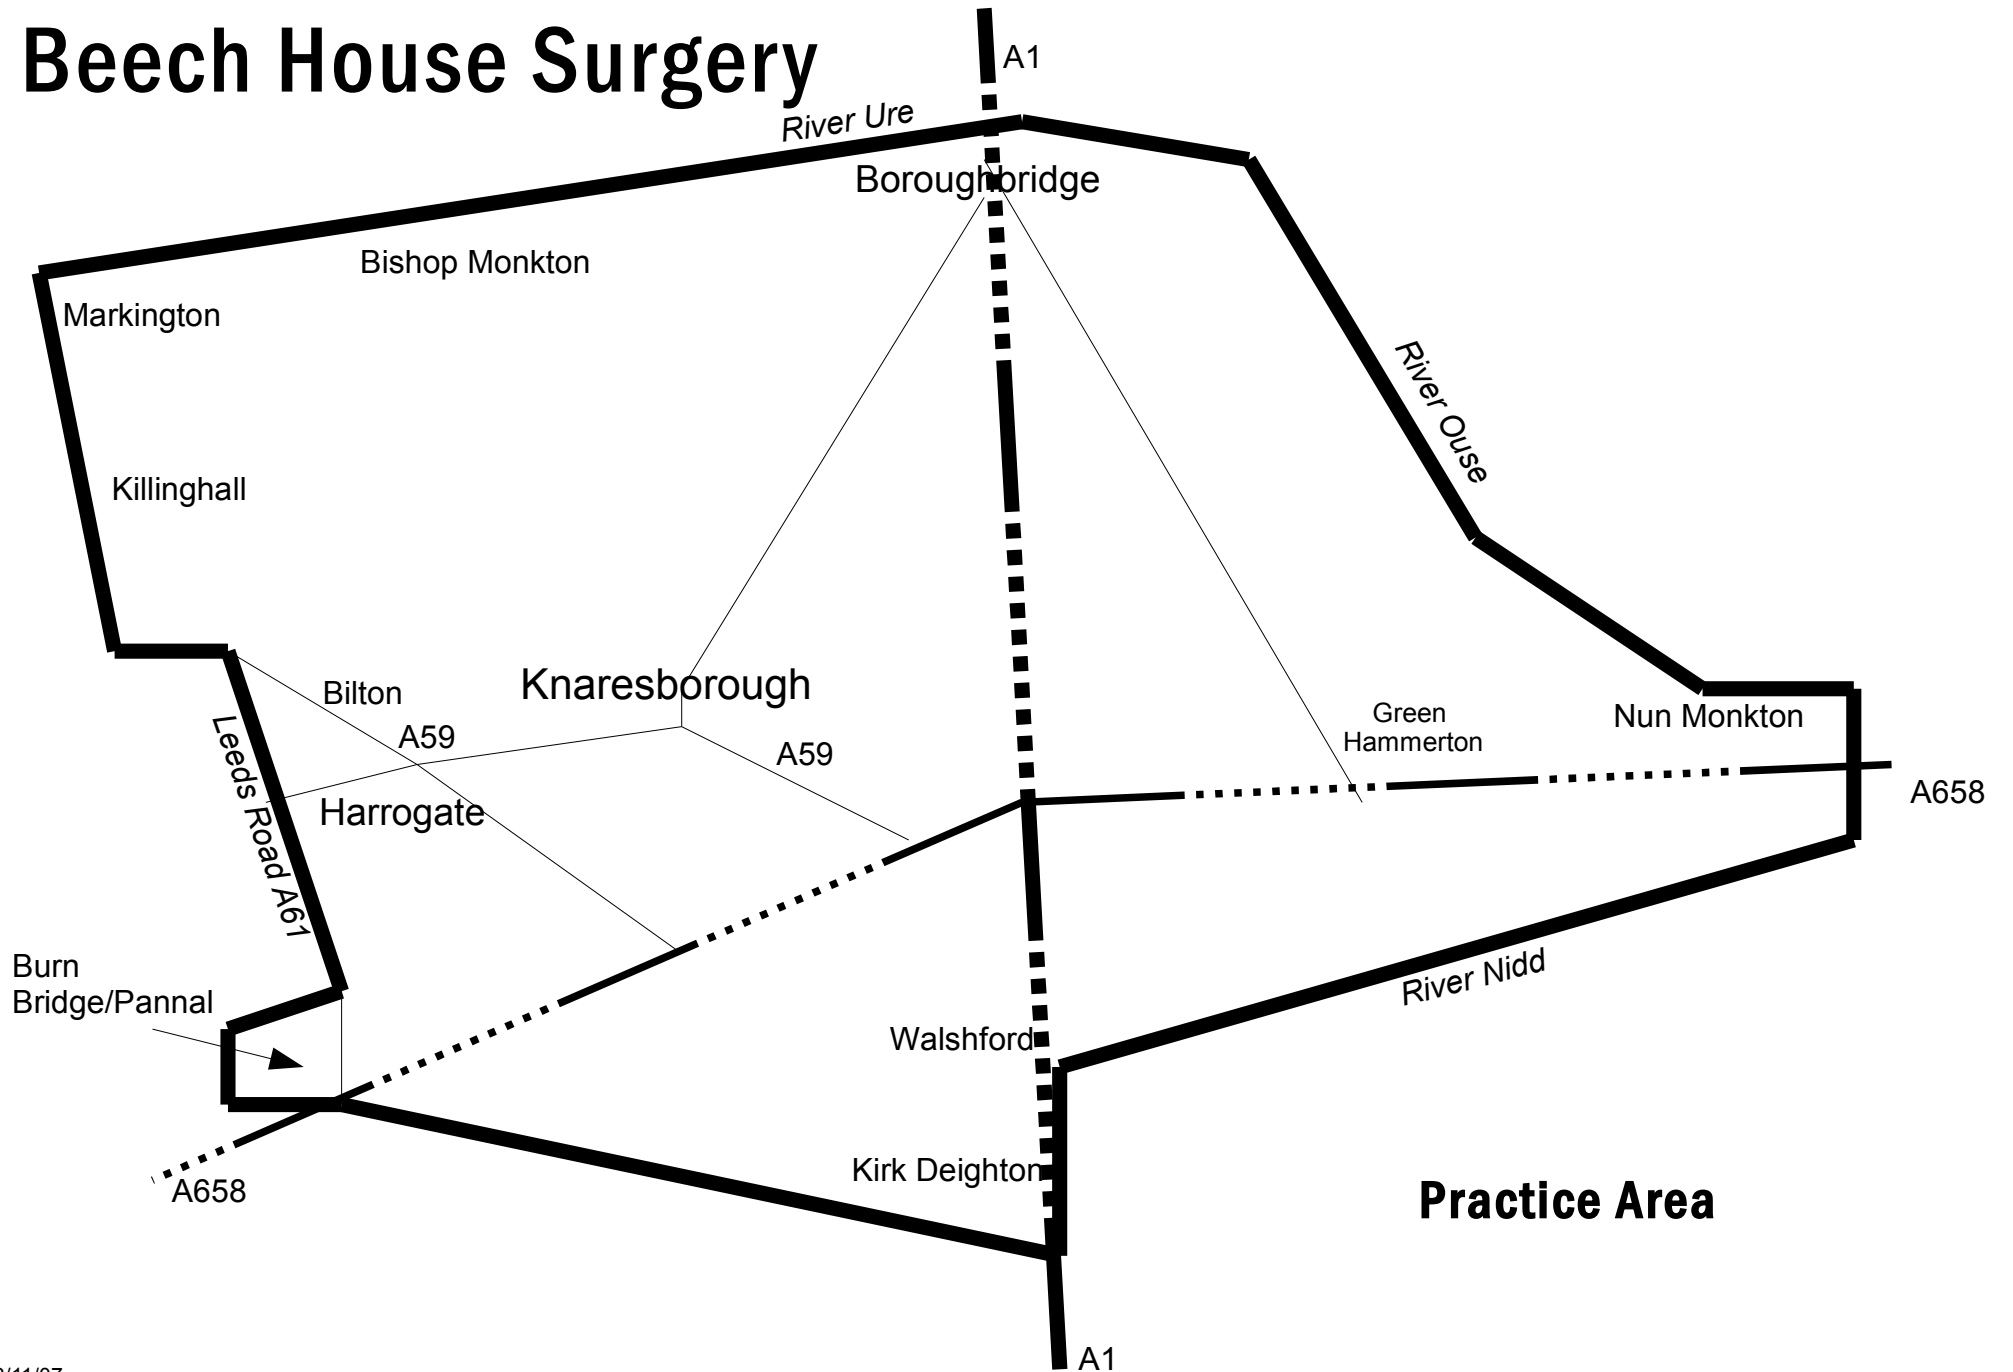 Beech House Surgery
A1
River Ure
Boroughbridge
Bishop Monkton
Markington
River Ouse
Killinghall
Knaresborough
Bilton
Green
Hammerton
Nun Monkton
A59
A59
Leeds Road A61
Harrogate
A658
Burn
Bridge/Pannal
River Nidd
Walshford
Kirk Deighton
A658
Practice Area
A1